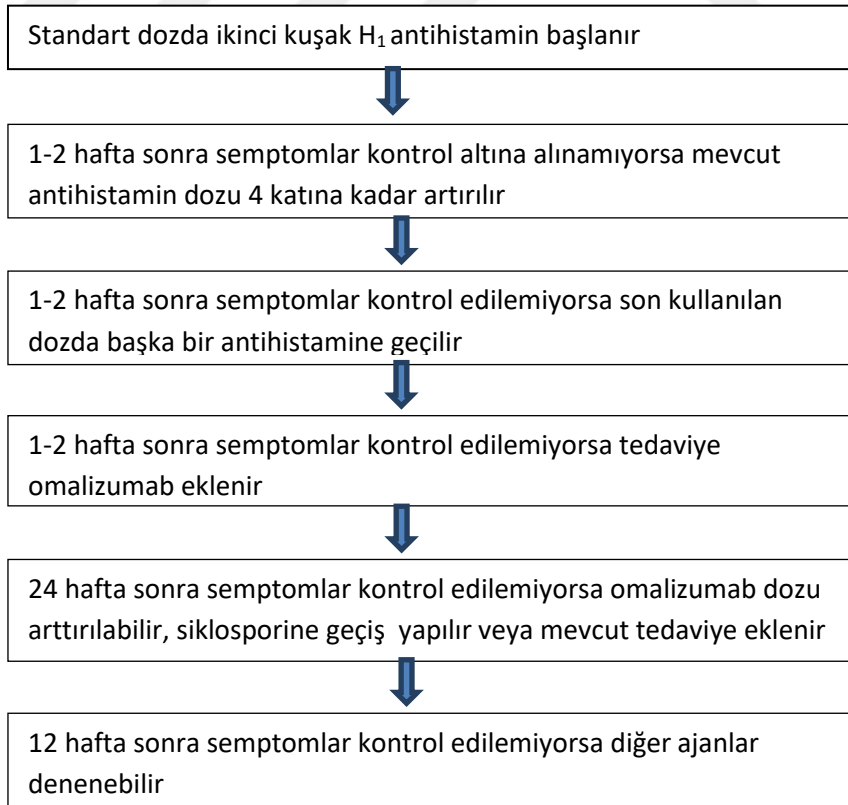 Standart dozda ikinci kuşak H₁ antihistamin başlanır
1-2 hafta sonra semptomlar kontrol altına alınamıyorsa mevcut
antihistamin dozu 4 katına kadar artırılır
1-2 hafta sonra semptomlar kontrol edilemiyorsa son kullanılan
dozda başka bir antihistamine geçilir
1-2 hafta sonra semptomlar kontrol edilemiyorsa tedaviye
omalizumab eklenir
24 hafta sonra semptomlar kontrol edilemiyorsa omalizumab dozu
arttırılabilir, siklosporine geçiş yapılır veya mevcut tedaviye eklenir
12 hafta sonra semptomlar kontrol edilemiyorsa diğer ajanlar
denenebilir